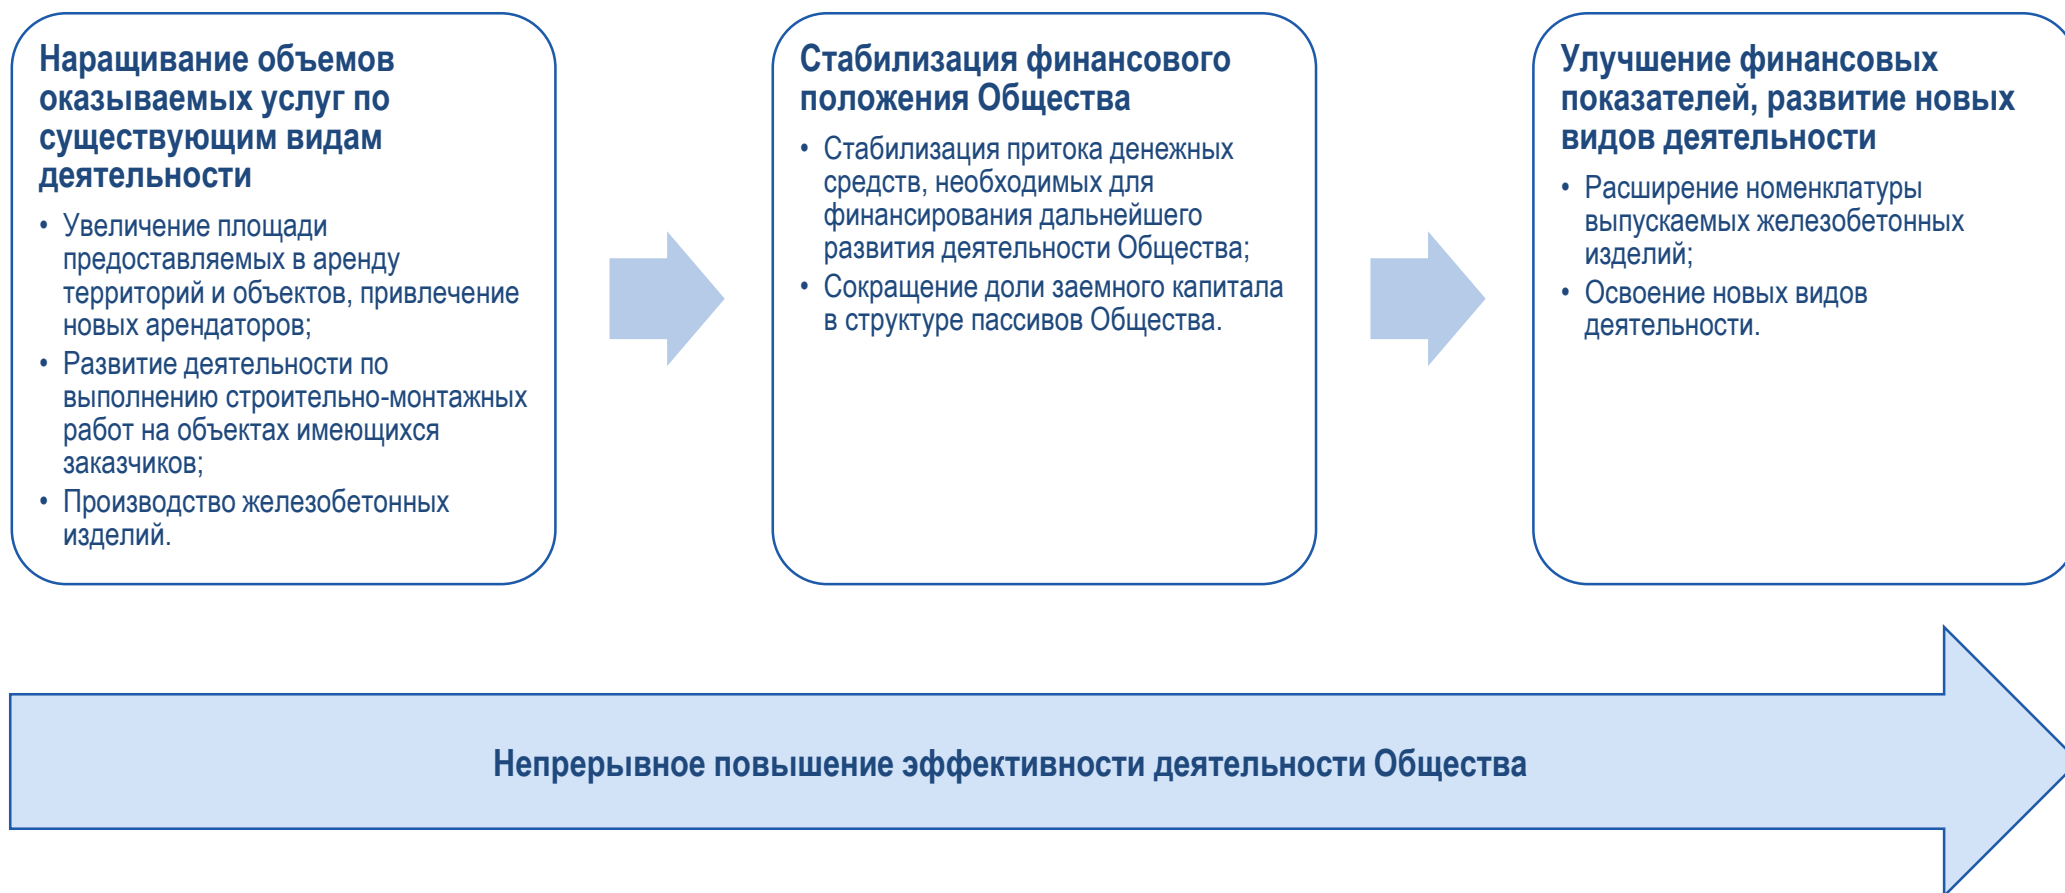 Наращивание объемов
оказываемых услуг по
существующим видам
деятельности
• Увеличение площади
предоставляемых в аренду
территорий и объектов, привлечение
новых арендаторов;
• Развитие деятельности по
выполнению строительно-монтажных
работ на объектах имеющихся
заказчиков;
• Производство железобетонных
изделий.
Стабилизация финансового
положения Общества
• Стабилизация притока денежных
средств, необходимых для
финансирования дальнейшего
развития деятельности Общества;
• Сокращение доли заемного капитала
в структуре пассивов Общества.
Улучшение финансовых
показателей, развитие новых
видов деятельности
• Расширение номенклатуры
выпускаемых железобетонных
изделий;
• Освоение новых видов
деятельности.
Непрерывное повышение эффективности деятельности Общества